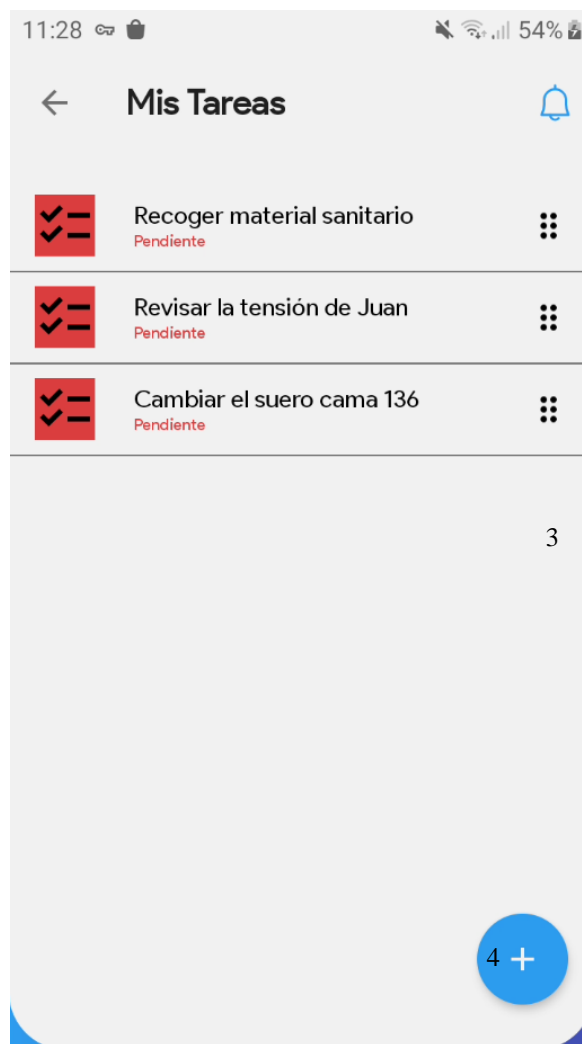 11:28 54%
Mis Tareas
Recoger material sanitario
Pendiente
Revisar la tensión de Juan
Pendiente
Cambiar el suero cama 136
Pendiente
3
4 +